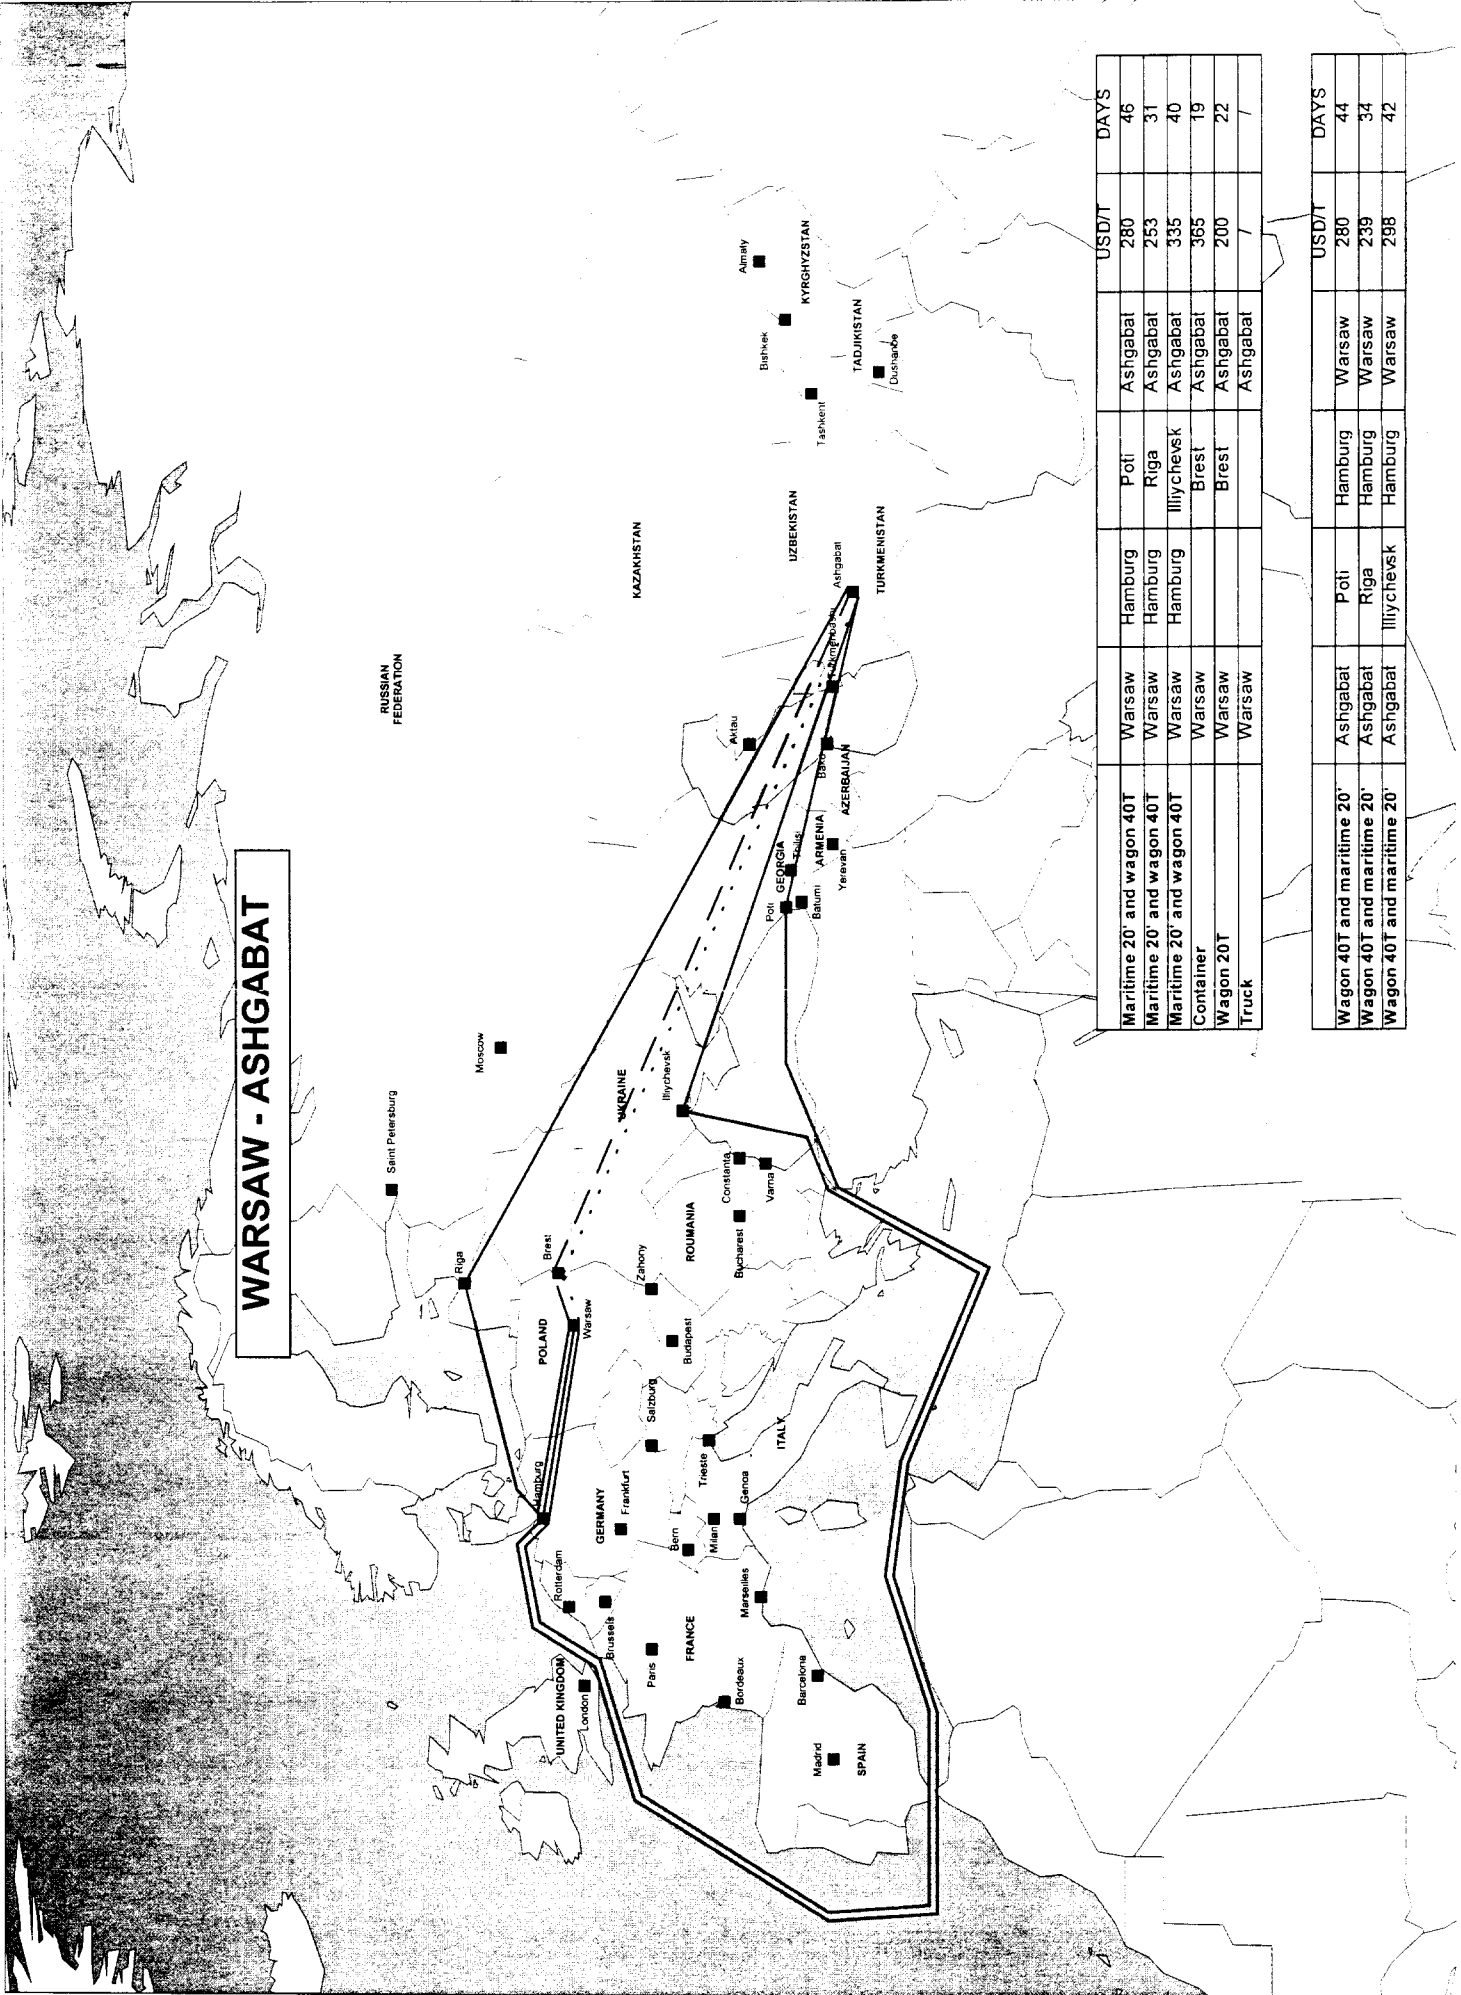 WARSAW - ASHGABAT
RUSSIAN
FEDERATION
Saint Petersburg
Moscow
Riga
Brest
POLAND
Warsaw
Hamburg
GERMANY
Frankfurt
Rotterdam
Brussels
UNITED KINGDOM
London
Paris
FRANCE
Bordeaux
Bern
Milan
Genoa
Trieste
Salzburg
Budapest
Zahony
ROUMANIA
Bucharest
Constanta
Varna
UKRAINE
Illiychevsk
ITALY
Marseilles
Barcelona
Madrid
SPAIN
Poti
GEORGIA
Tbilisi
Batumi
ARMENIA
Yerevan
Baku
AZERBAIJAN
Aktau
Turkmenbashi
Ashgabat
TURKMENISTAN
UZBEKISTAN
KAZAKHSTAN
Tashkent
Bishkek
Almaty
KYRGHYZSTAN
TADJIKISTAN
Dushanbe
USD/T DAYS
Maritime 20' and wagon 40T Warsaw Hamburg Poti Ashgabat 280 46
Maritime 20' and wagon 40T Warsaw Hamburg Riga Ashgabat 253 31
Maritime 20' and wagon 40T Warsaw Hamburg Illiychevsk Ashgabat 335 40
Container Warsaw Brest Ashgabat 365 19
Wagon 20T Warsaw Brest Ashgabat 200 22
Truck Warsaw Ashgabat / /
USD/T DAYS
Wagon 40T and maritime 20' Ashgabat Poti Hamburg Warsaw 280 44
Wagon 40T and maritime 20' Ashgabat Riga Hamburg Warsaw 239 34
Wagon 40T and maritime 20' Ashgabat Illiychevsk Hamburg Warsaw 298 42